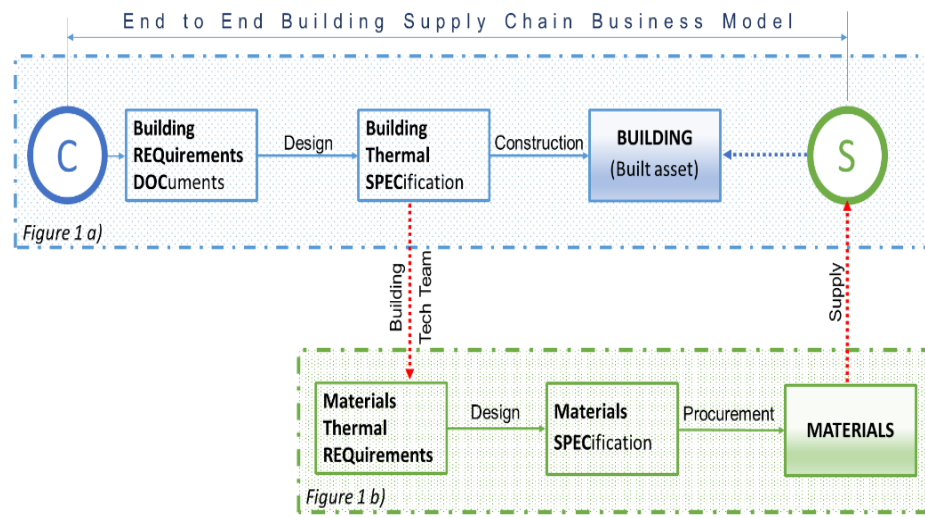 End to End Building Supply Chain Business Model
C
Building
REQuirements
DOCuments
Design
Building
Thermal
SPECification
Construction
BUILDING
(Built asset)
S
Figure 1 a)
Building
Tech Team
Supply
Materials
Thermal
REQuirements
Design
Materials
SPECification
Procurement
MATERIALS
Figure 1 b)